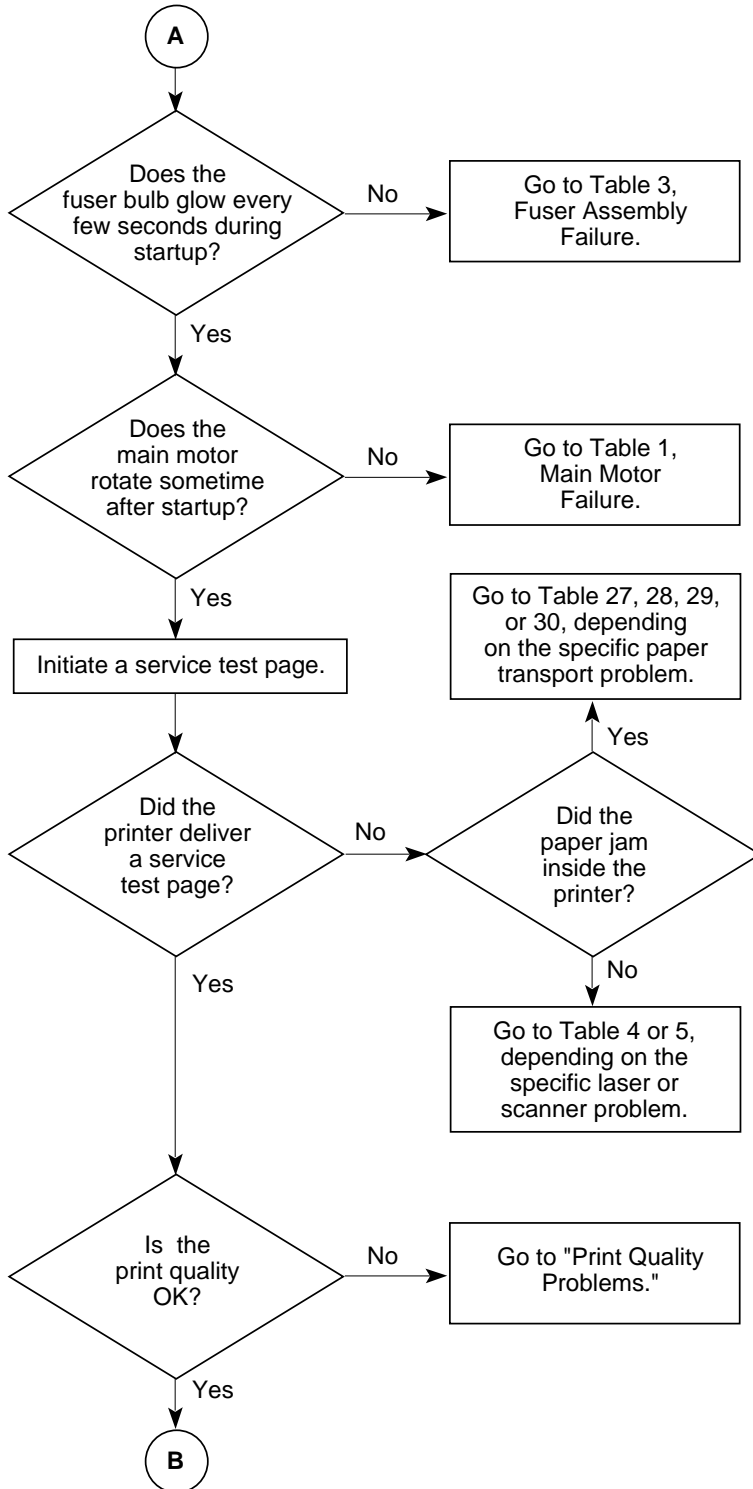 A
Does the
fuser bulb glow every
few seconds during
startup?
No
Go to Table 3,
Fuser Assembly
Failure.
Yes
Does the
main motor
rotate sometime
after startup?
No
Go to Table 1,
Main Motor
Failure.
Yes
Initiate a service test page.
Go to Table 27, 28, 29,
or 30, depending
on the specific paper
transport problem.
Yes
Did the
printer deliver
a service
test page?
No
Did the
paper jam
inside the
printer?
Yes
No
Go to Table 4 or 5,
depending on the
specific laser or
scanner problem.
Is the
print quality
OK?
No
Go to "Print Quality
Problems."
Yes
B